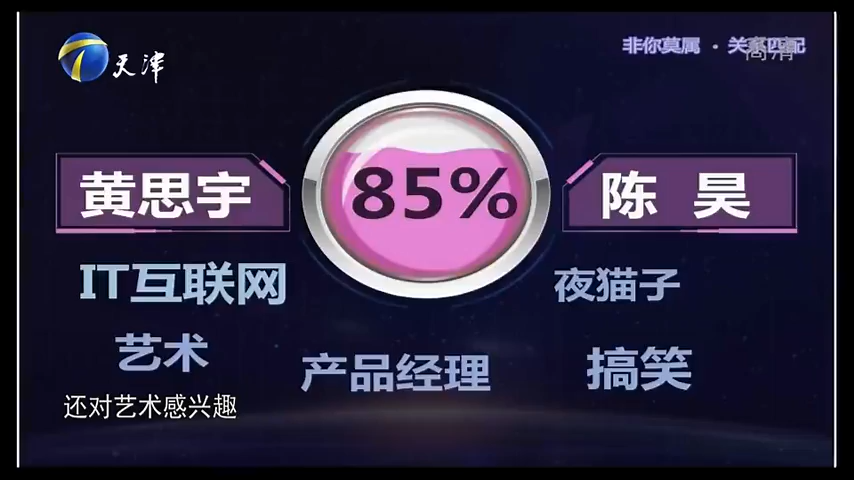 天津
非你莫属 · 关系匹配
高清
黄思宇
85%
陈 昊
IT互联网
夜猫子
艺术
产品经理
搞笑
还对艺术感兴趣